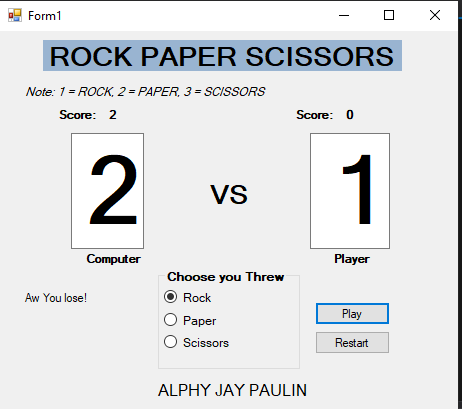 Form1
ROCK PAPER SCISSORS
Note: 1 = ROCK, 2 = PAPER, 3 = SCISSORS
Score: 2 Score: 0
2 VS 1
Computer Player
Choose you Threw
Aw You lose!
Rock
Paper
Scissors
Play
Restart
ALPHY JAY PAULIN